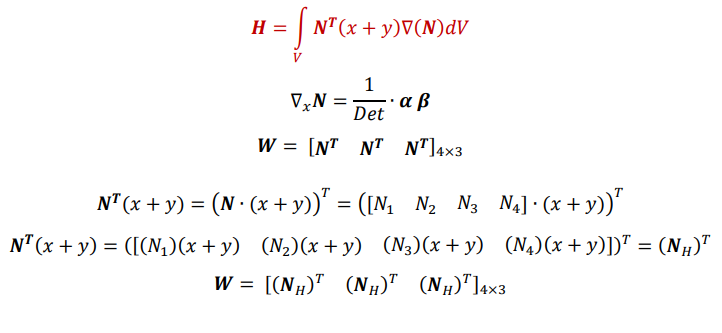 H = ∫_V N^T(x + y)∇(N)dV
∇_x N = 1/Det · α β
W = [N^T N^T N^T]_{4×3}
N^T(x + y) = (N · (x + y))^T = ([N_1 N_2 N_3 N_4] · (x + y))^T
N^T(x + y) = ([(N_1)(x + y) (N_2)(x + y) (N_3)(x + y) (N_4)(x + y)])^T = (N_H)^T
W = [(N_H)^T (N_H)^T (N_H)^T]_{4×3}